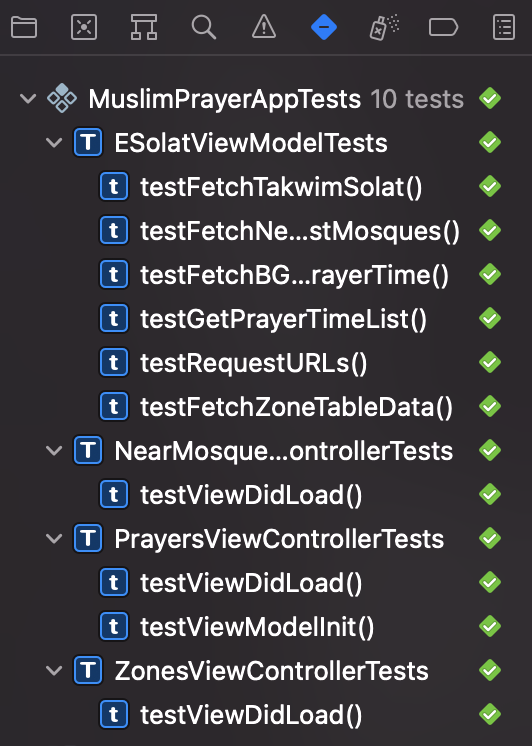 MuslimPrayerAppTests 10 tests
T ESolatViewModelTests
t testFetchTakwimSolat()
t testFetchNe...stMosques()
t testFetchBG...rayerTime()
t testGetPrayerTimeList()
t testRequestURLs()
t testFetchZoneTableData()
T NearMosque...ontrollerTests
t testViewDidLoad()
T PrayersViewControllerTests
t testViewDidLoad()
t testViewModelInit()
T ZonesViewControllerTests
t testViewDidLoad()